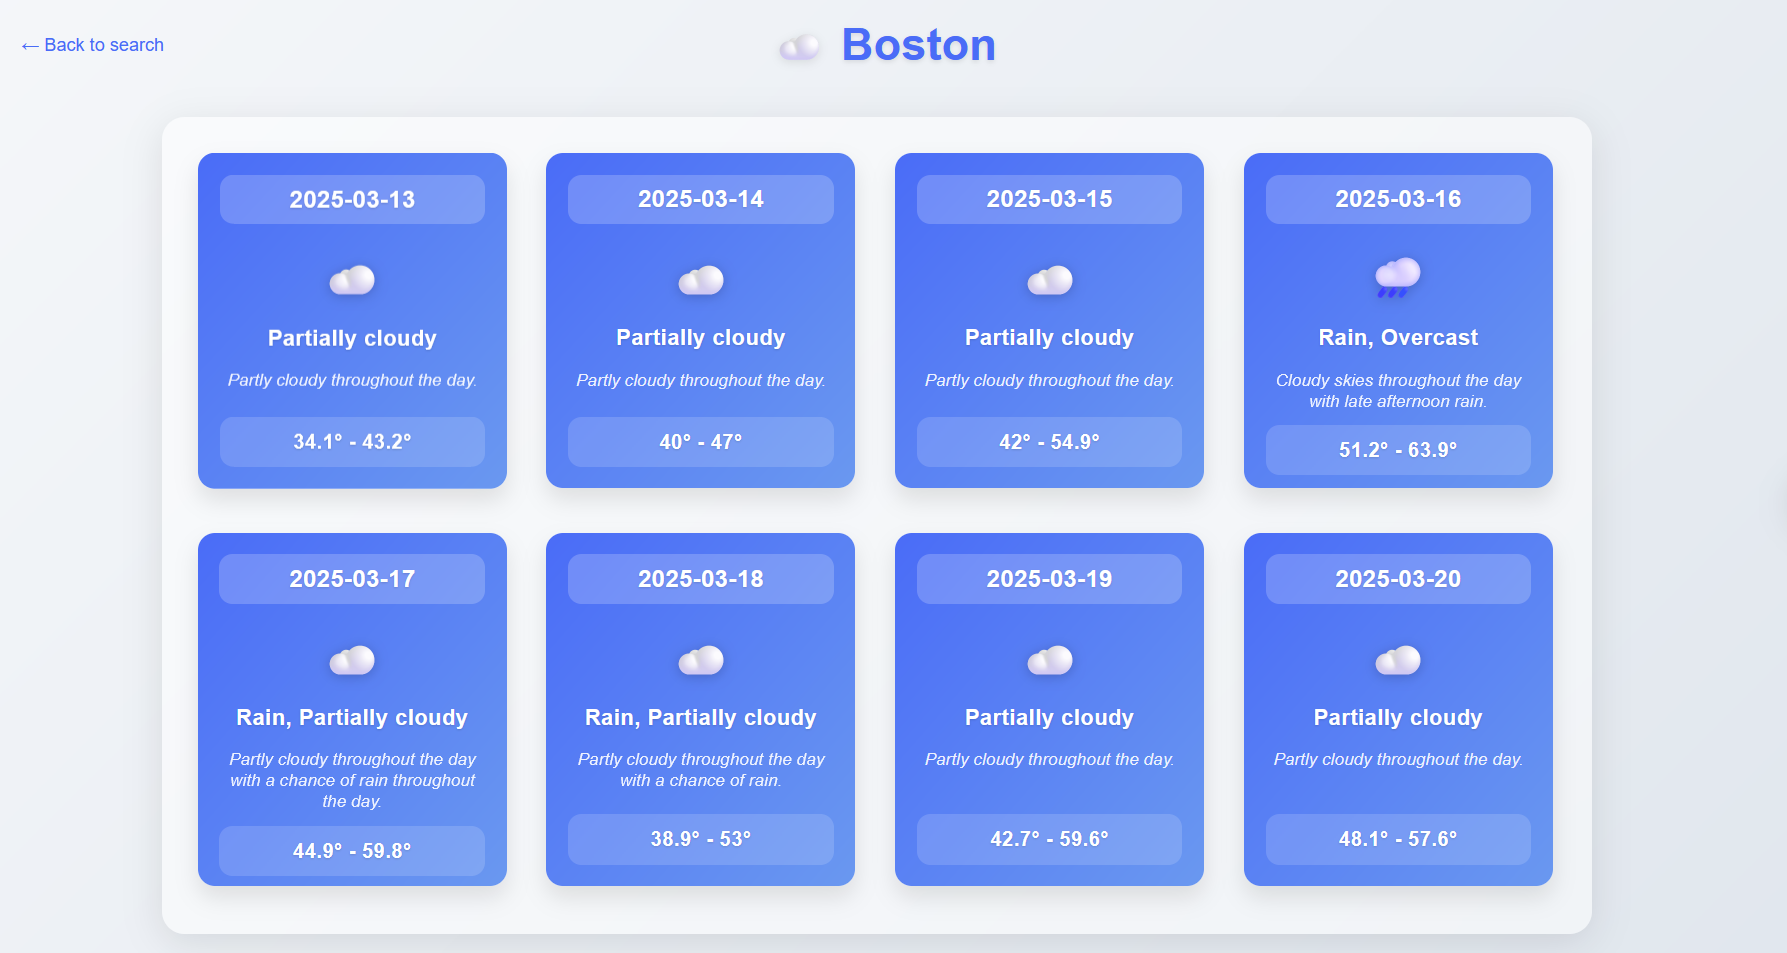 ← Back to search
Boston
2025-03-13
Partially cloudy
Partly cloudy throughout the day.
34.1° - 43.2°
2025-03-14
Partially cloudy
Partly cloudy throughout the day.
40° - 47°
2025-03-15
Partially cloudy
Partly cloudy throughout the day.
42° - 54.9°
2025-03-16
Rain, Overcast
Cloudy skies throughout the day
with late afternoon rain.
51.2° - 63.9°
2025-03-17
Rain, Partially cloudy
Partly cloudy throughout the day
with a chance of rain throughout
the day.
44.9° - 59.8°
2025-03-18
Rain, Partially cloudy
Partly cloudy throughout the day
with a chance of rain.
38.9° - 53°
2025-03-19
Partially cloudy
Partly cloudy throughout the day.
42.7° - 59.6°
2025-03-20
Partially cloudy
Partly cloudy throughout the day.
48.1° - 57.6°